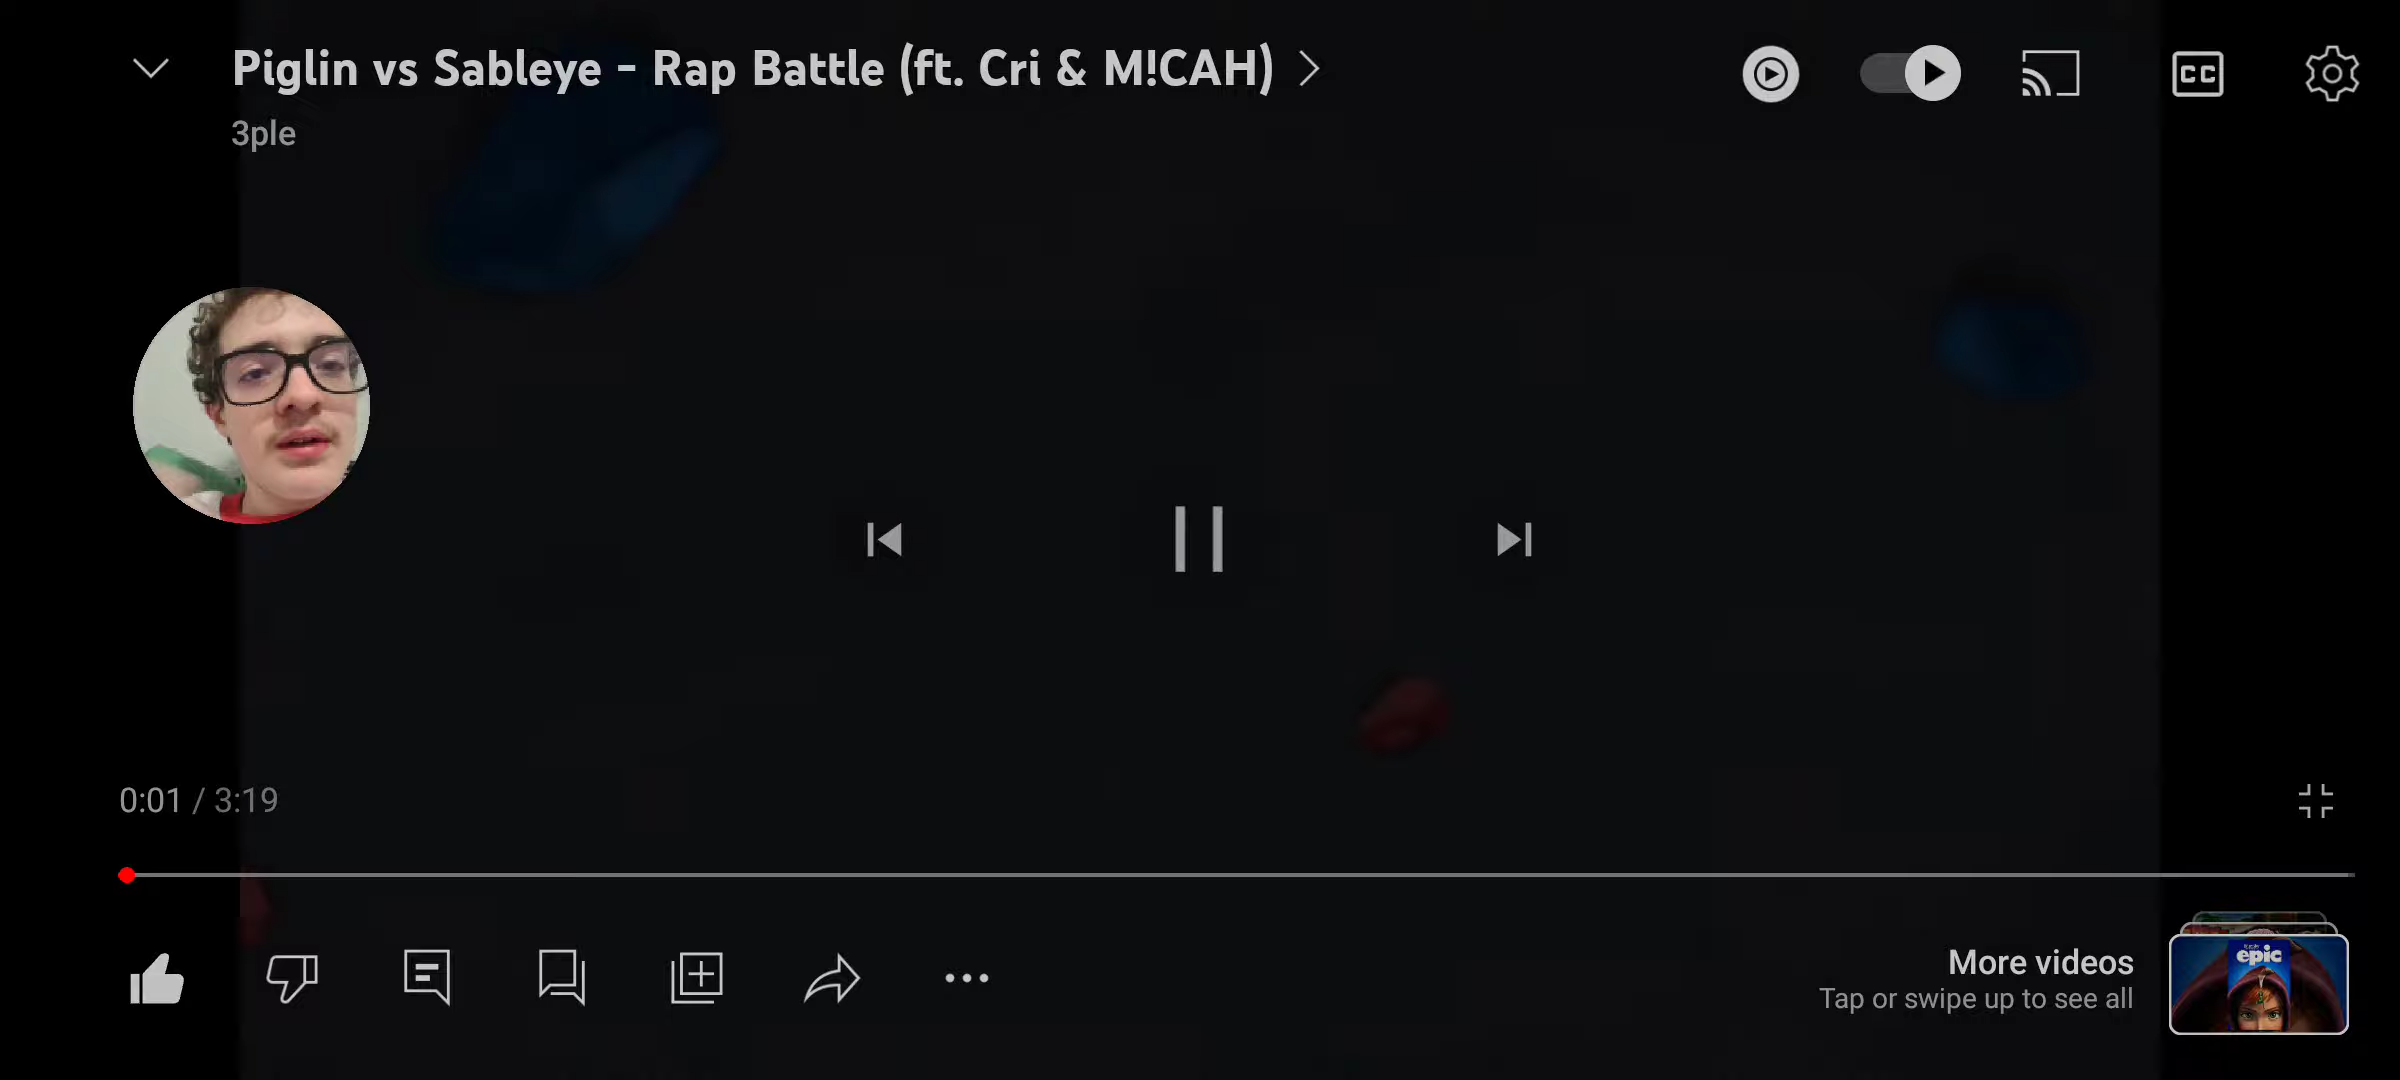 Piglin vs Sableye - Rap Battle (ft. Cri & M!CAH)
3ple
CC
0:01 / 3:19
More videos
Tap or swipe up to see all
epic